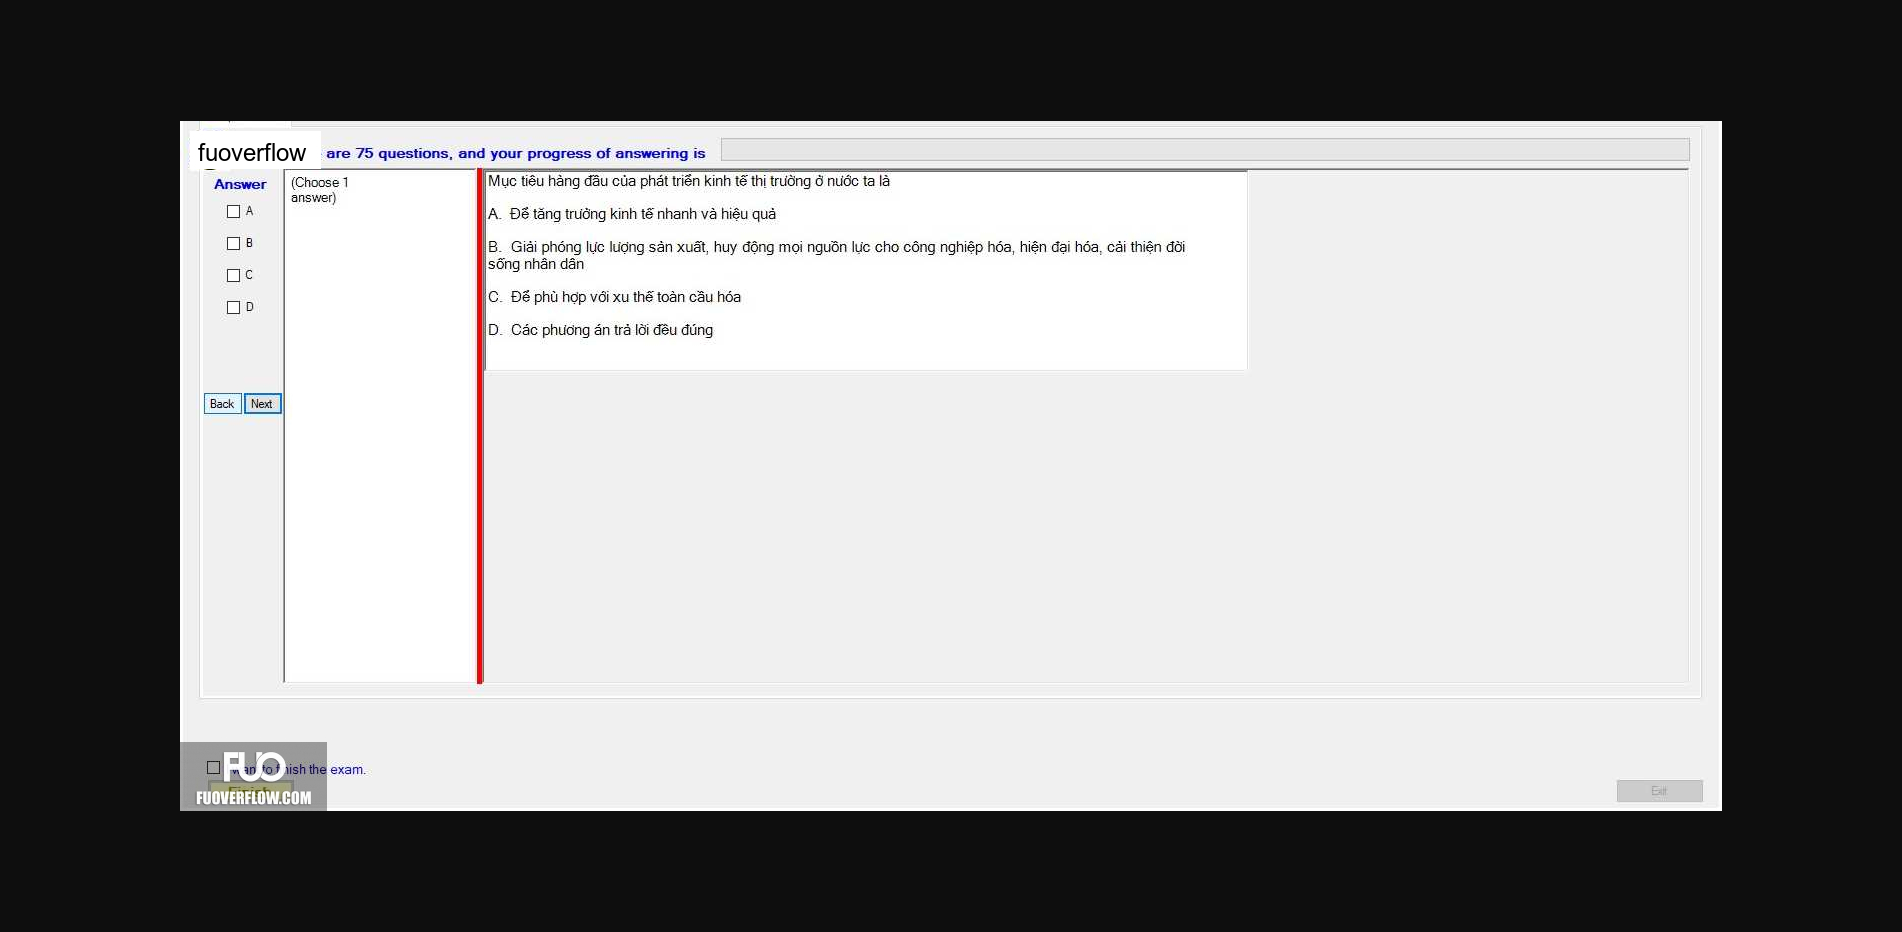 fuoverflow are 75 questions, and your progress of answering is
Answer
(Choose 1
answer)
A
B
C
D
Back Next
Mục tiêu hàng đầu của phát triển kinh tế thị trường ở nước ta là
A. Để tăng trưởng kinh tế nhanh và hiệu quả
B. Giải phóng lực lượng sản xuất, huy động mọi nguồn lực cho công nghiệp hóa, hiện đại hóa, cải thiện đời
sống nhân dân
C. Để phù hợp với xu thế toàn cầu hóa
D. Các phương án trả lời đều đúng
FUO
the exam.
FUOVERFLOW.COM
Exit